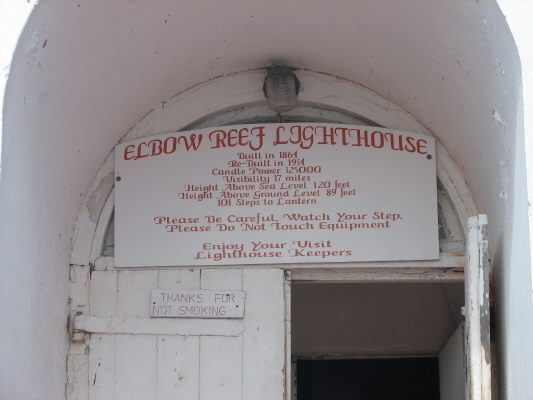 ELBOW REEF LIGHTHOUSE
Built in 1864
Re-Built in 1934
Candle Power 325000
Visibility 17 miles
Height Above Sea Level 120 feet
Height Above Ground Level 89 feet
101 Steps to Lantern
Please Be Careful, Watch Your Step.
Please Do Not Touch Equipment
Enjoy Your Visit
Lighthouse Keepers
THANKS FOR
NOT SMOKING